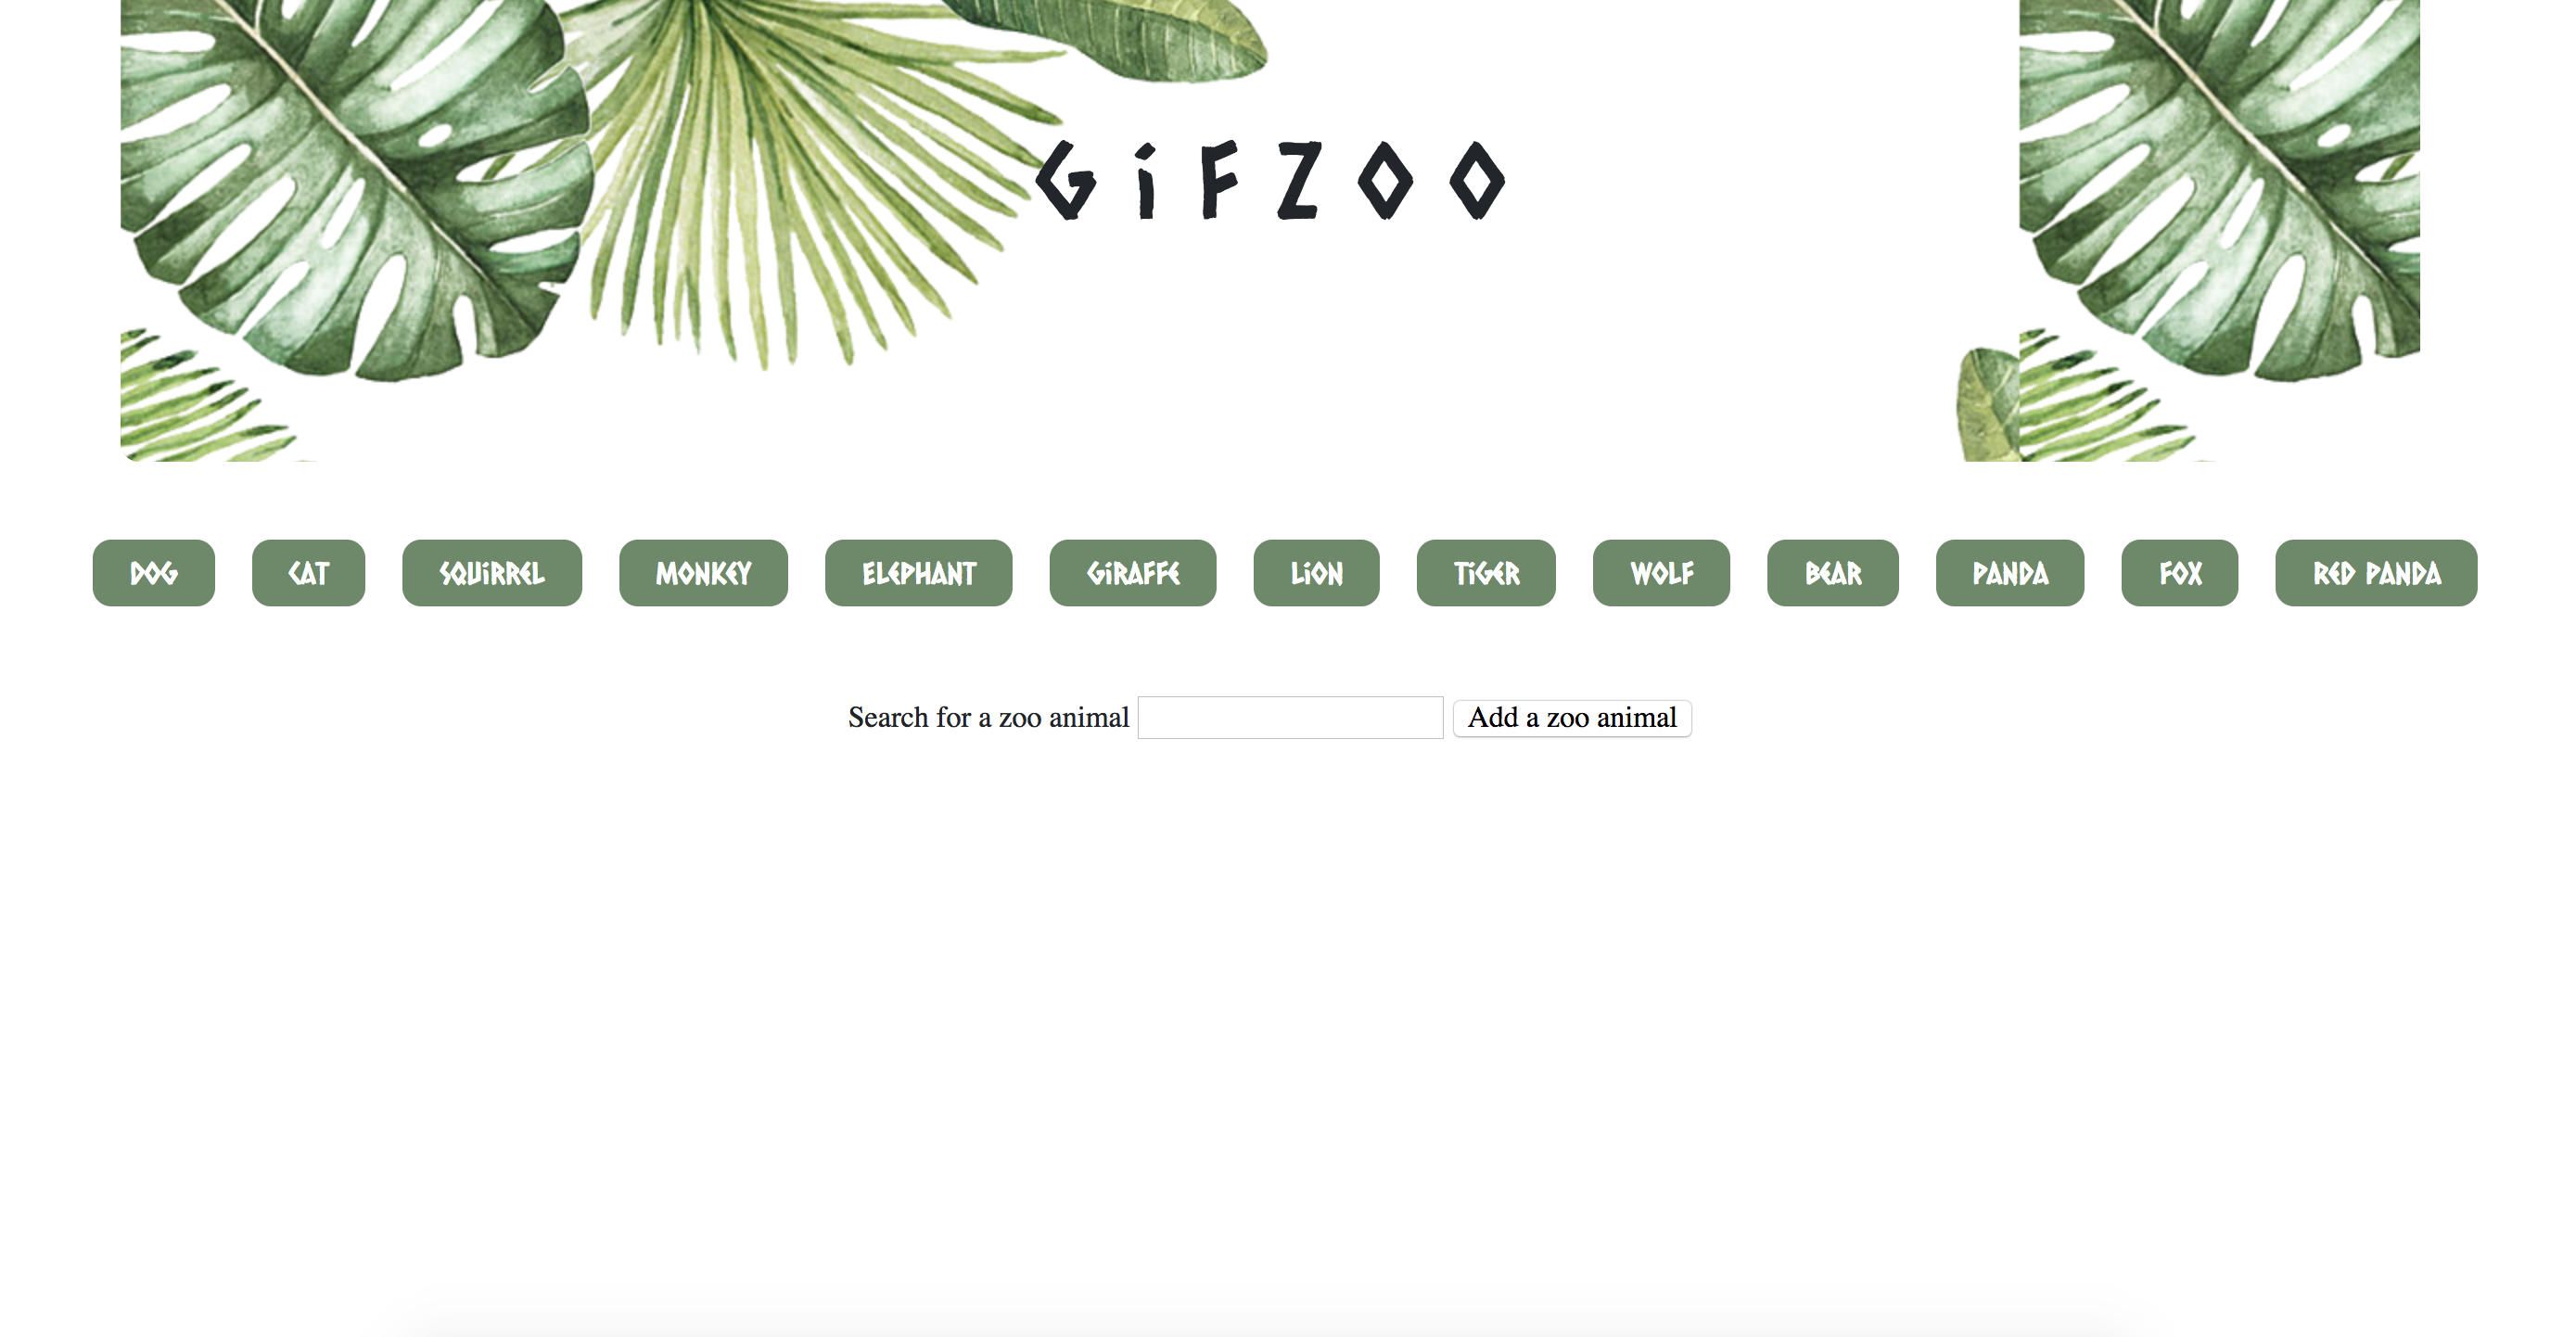 GiFZOO
DOG CAT SQUiRREL MONKEY ELEPHANT GiRAFFE LiON TiGER WOLF BEAR PANDA FOX RED PANDA
Search for a zoo animal Add a zoo animal